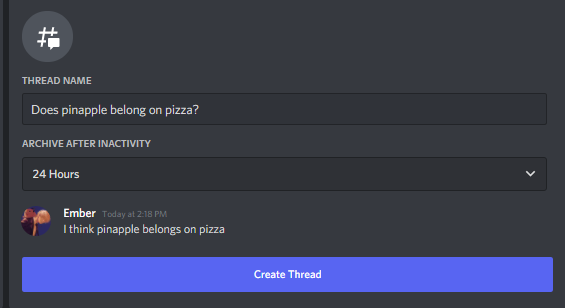 THREAD NAME
Does pinapple belong on pizza?
ARCHIVE AFTER INACTIVITY
24 Hours
Ember Today at 2:18 PM
I think pinapple belongs on pizza
Create Thread